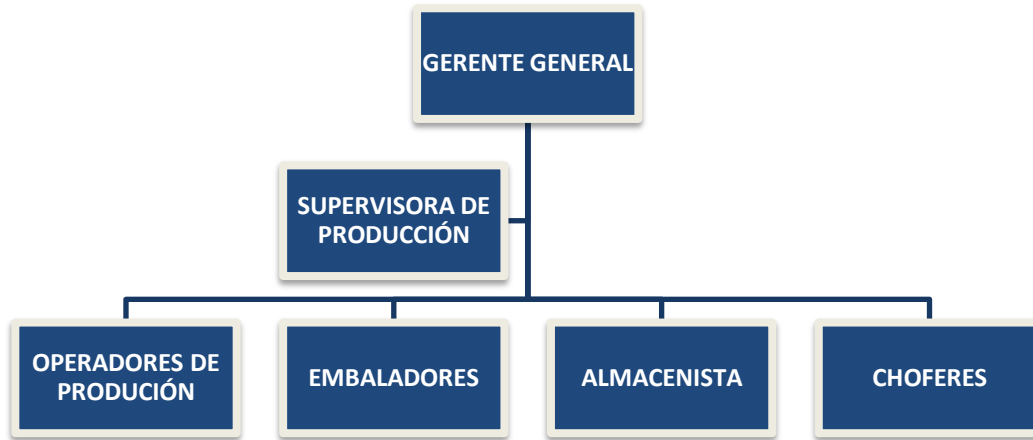 GERENTE GENERAL
SUPERVISORA DE
PRODUCCIÓN
OPERADORES DE
PRODUCIÓN
EMBALADORES
ALMACENISTA
CHOFERES